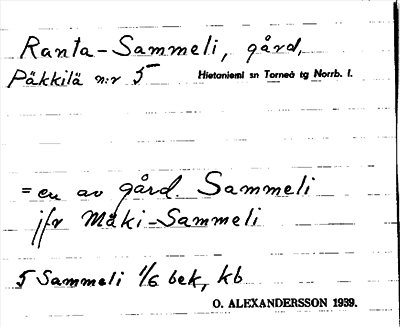 Ranta-Sammeli, gård,
Päkkilä n:r 5 Hietaniemi sn Torneå tg Norrb. l.
= en av gård. Sammeli
jfr Mäki-Sammeli
5 Sammeli 1/6 bek, kb
O. ALEXANDERSSON 1939.